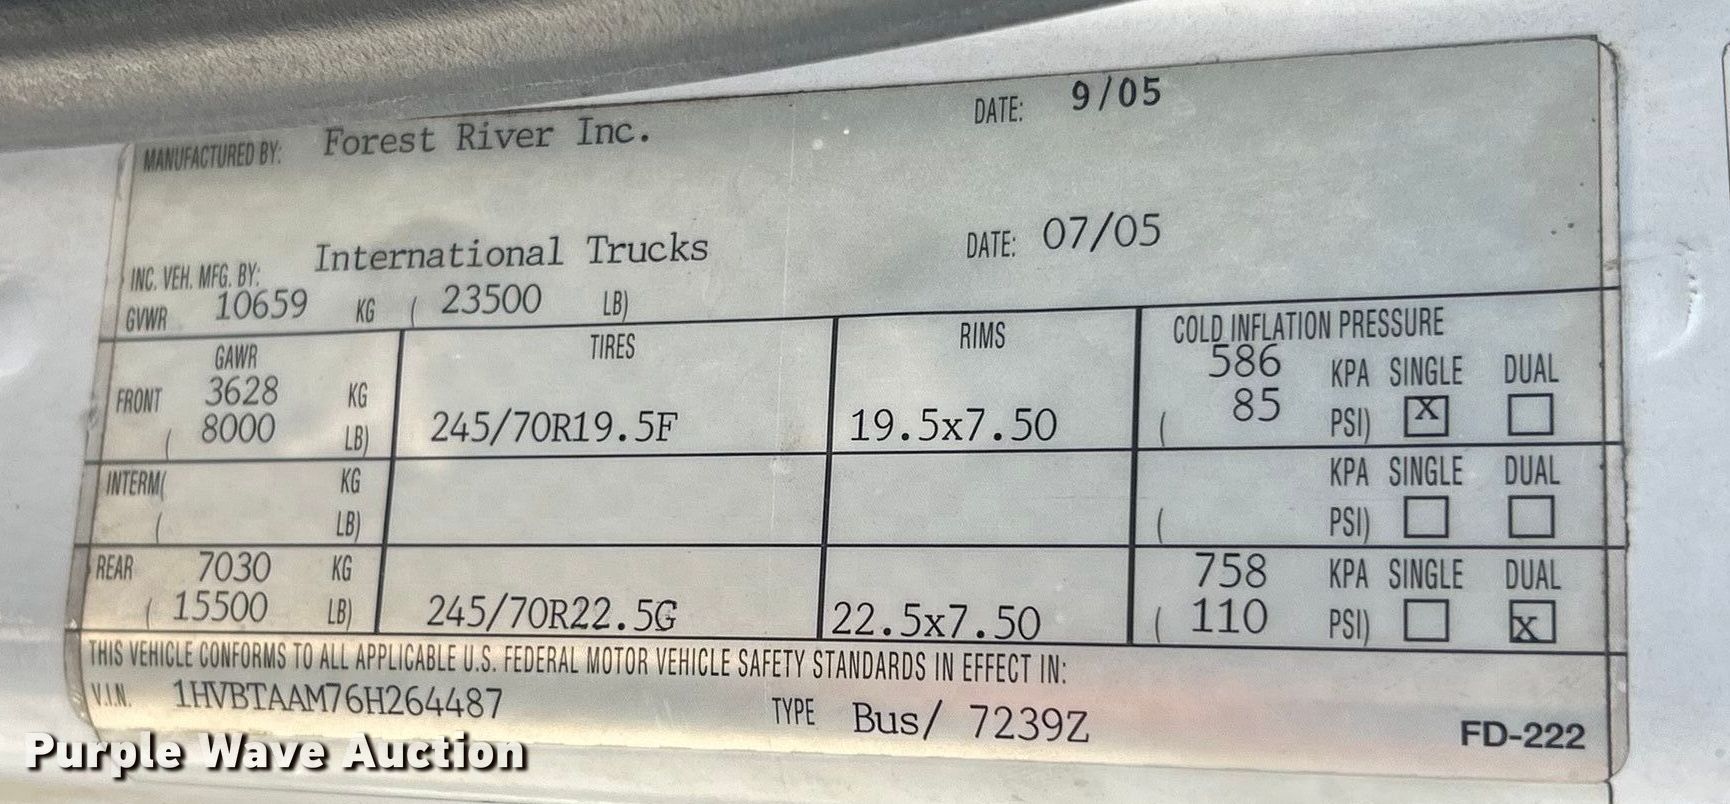 MANUFACTURED BY: Forest River Inc. DATE: 9/05
INC. VEH. MFG. BY: International Trucks DATE: 07/05
GVWR 10659 KG ( 23500 LB)
GAWR TIRES RIMS COLD INFLATION PRESSURE
FRONT 3628 KG 586 KPA SINGLE DUAL
( 8000 LB) 245/70R19.5F 19.5x7.50 ( 85 PSI) X
INTERM( KG KPA SINGLE DUAL
( LB) ( PSI)
REAR 7030 KG 758 KPA SINGLE DUAL
( 15500 LB) 245/70R22.5G 22.5x7.50 ( 110 PSI) X
THIS VEHICLE CONFORMS TO ALL APPLICABLE U.S. FEDERAL MOTOR VEHICLE SAFETY STANDARDS IN EFFECT IN:
V.I.N. 1HVBTAAM76H264487 TYPE Bus/ 7239Z FD-222
Purple Wave Auction